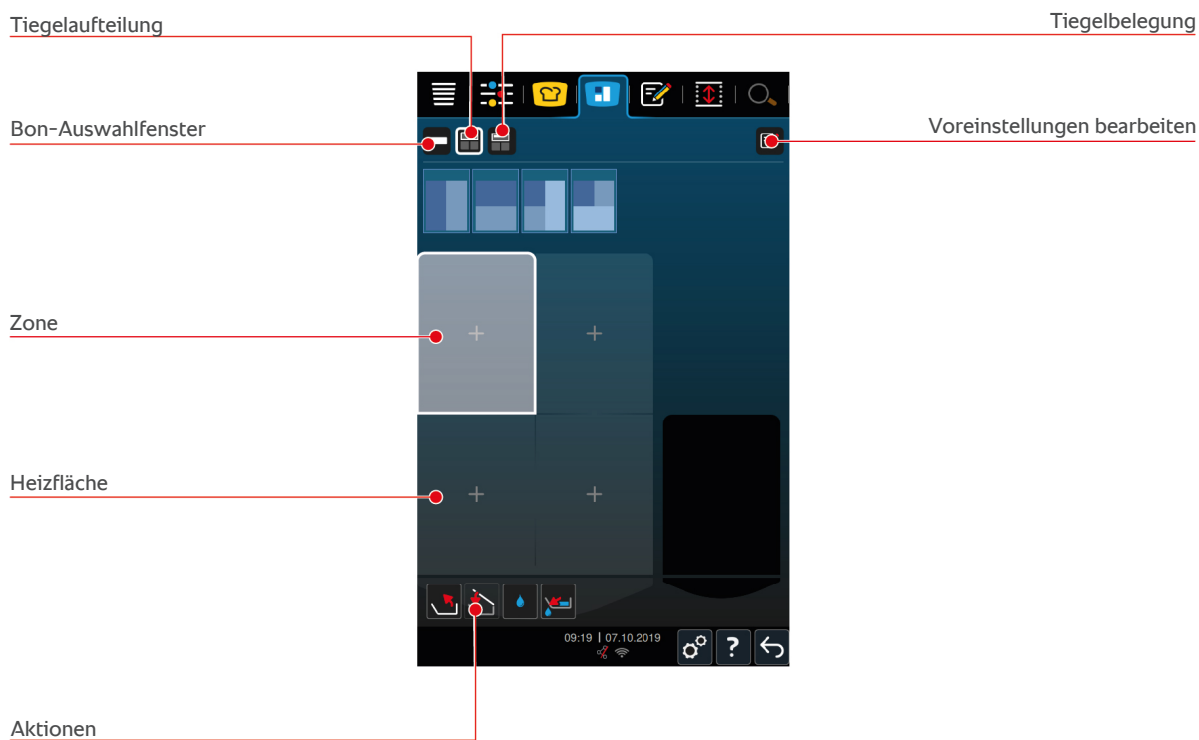 Tiegelaufteilung
Tiegelbelegung
Bon-Auswahlfenster
Voreinstellungen bearbeiten
Zone
Heizfläche
09:19 | 07.10.2019
?
Aktionen